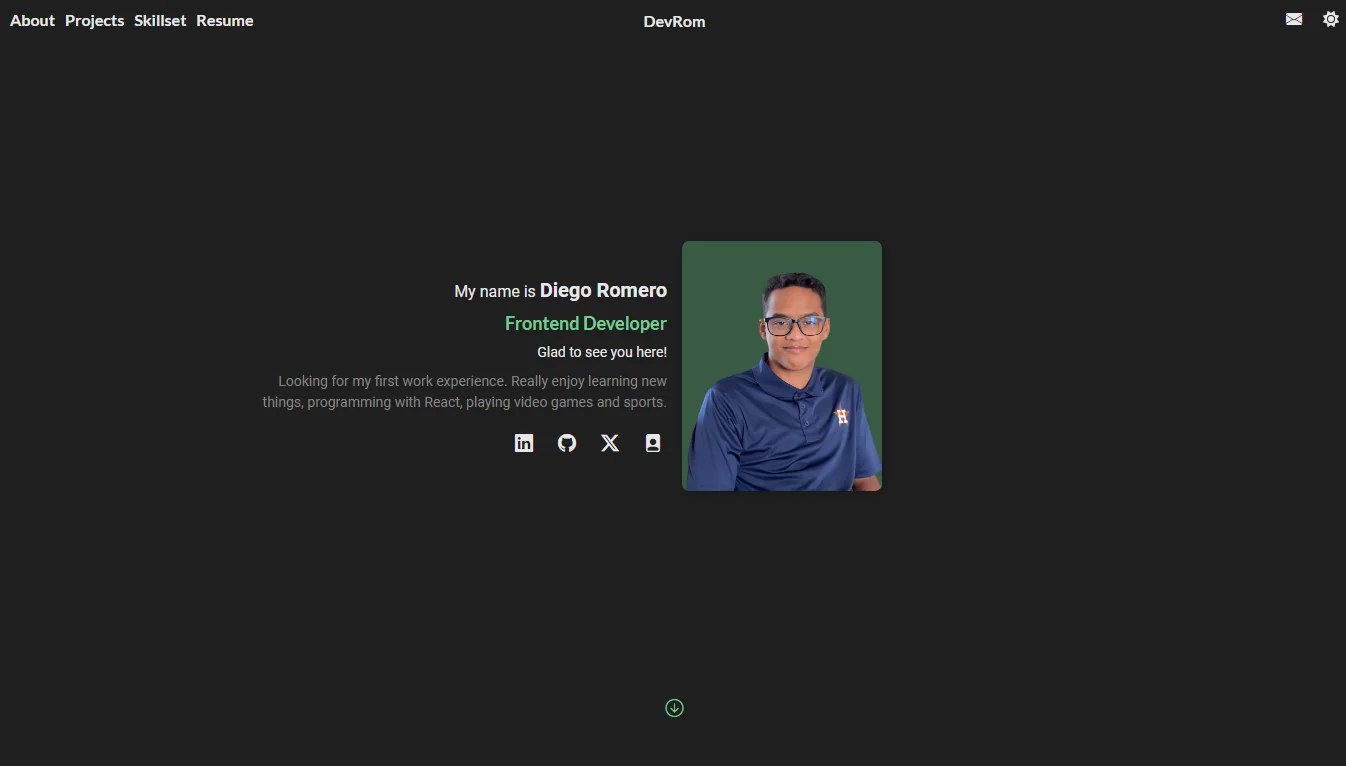 About Projects Skillset Resume
DevRom
My name is Diego Romero
Frontend Developer
Glad to see you here!
Looking for my first work experience. Really enjoy learning new
things, programming with React, playing video games and sports.
in
X
H